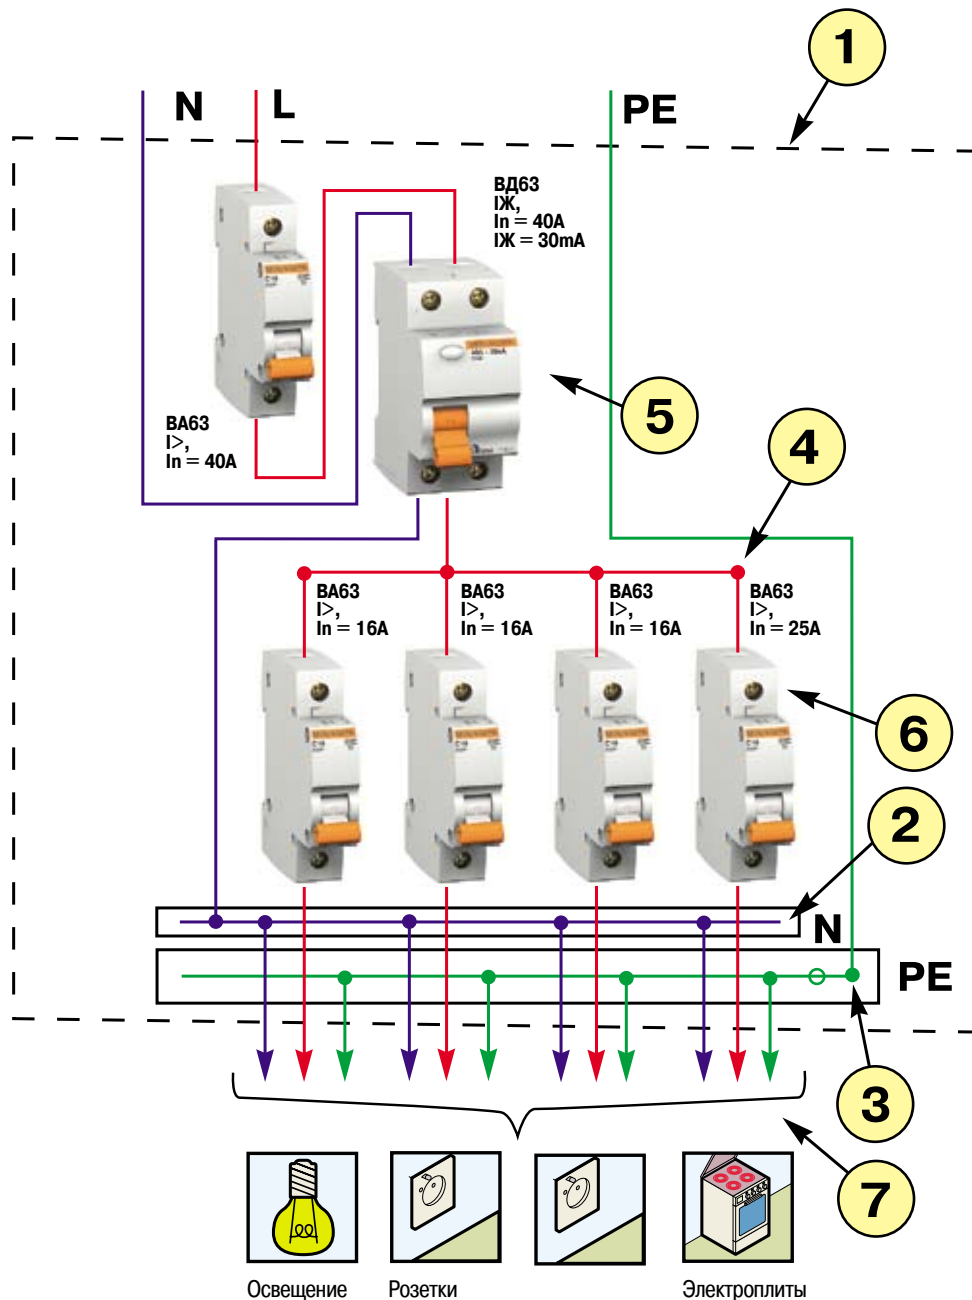 1
N
L
PE
ВД63
IЖ,
In = 40A
IЖ = 30mA
ВА63
I>,
In = 40A
5
4
ВА63
I>,
In = 16A
ВА63
I>,
In = 16A
ВА63
I>,
In = 16A
ВА63
I>,
In = 25A
6
2
N
PE
3
7
Освещение
Розетки
Электроплиты